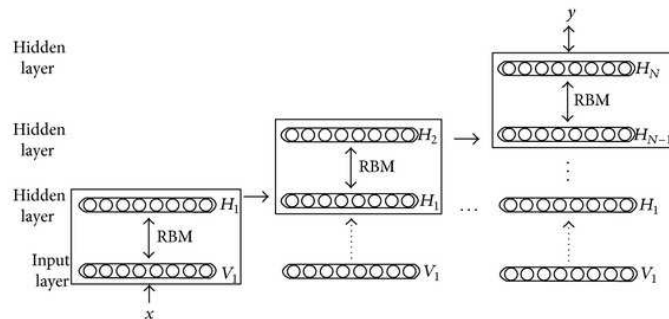 y
Hidden
layer
H_N
RBM
Hidden
layer
H_2
H_{N-1}
RBM
Hidden
layer
H_1
H_1
...
H_1
RBM
Input
layer
V_1
V_1
V_1
x